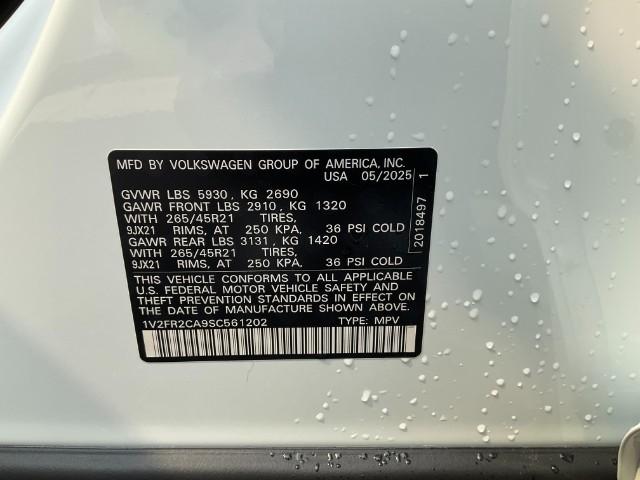 MFD BY VOLKSWAGEN GROUP OF AMERICA, INC.
USA 05/2025
GVWR LBS 5930, KG 2690
GAWR FRONT LBS 2910, KG 1320
WITH 265/45R21 TIRES,
9JX21 RIMS, AT 250 KPA, 36 PSI COLD
GAWR REAR LBS 3131, KG 1420
WITH 265/45R21 TIRES,
9JX21 RIMS, AT 250 KPA, 36 PSI COLD
THIS VEHICLE CONFORMS TO ALL APPLICABLE
U.S. FEDERAL MOTOR VEHICLE SAFETY AND
THEFT PREVENTION STANDARDS IN EFFECT ON
THE DATE OF MANUFACTURE SHOWN ABOVE.
1V2FR2CA9SC561202 TYPE: MPV
2018497 1